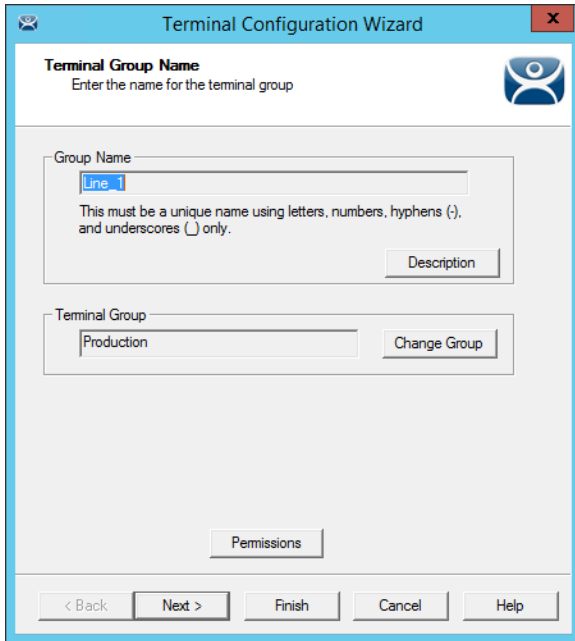 Terminal Configuration Wizard
x
Terminal Group Name
Enter the name for the terminal group
Group Name
Line_1
This must be a unique name using letters, numbers, hyphens (-),
and underscores (_) only.
Description
Terminal Group
Production
Change Group
Permissions
< Back Next > Finish Cancel Help